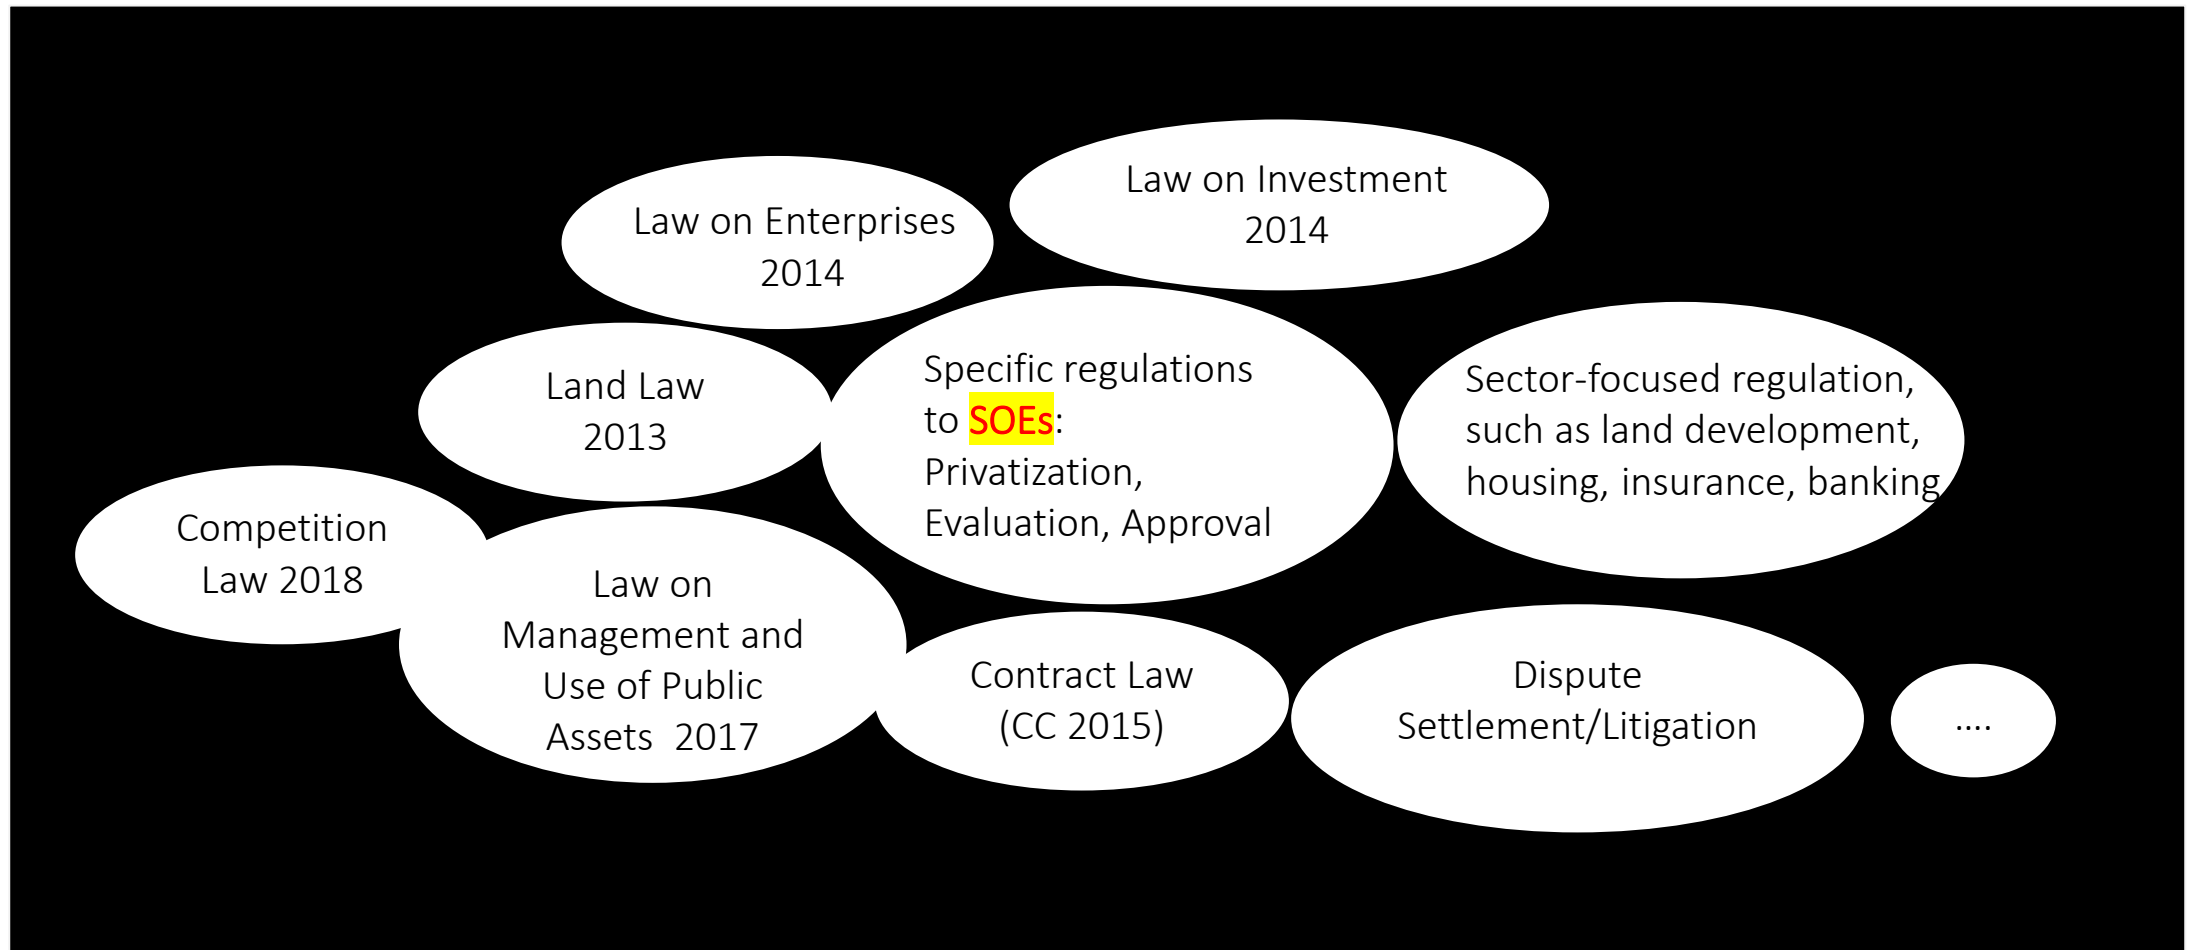 Law on Enterprises
2014
Law on Investment
2014
Land Law
2013
Specific regulations
to SOEs:
Privatization,
Evaluation, Approval
Sector-focused regulation,
such as land development,
housing, insurance, banking
Competition
Law 2018
Law on
Management and
Use of Public
Assets  2017
Contract Law
(CC 2015)
Dispute
Settlement/Litigation
....